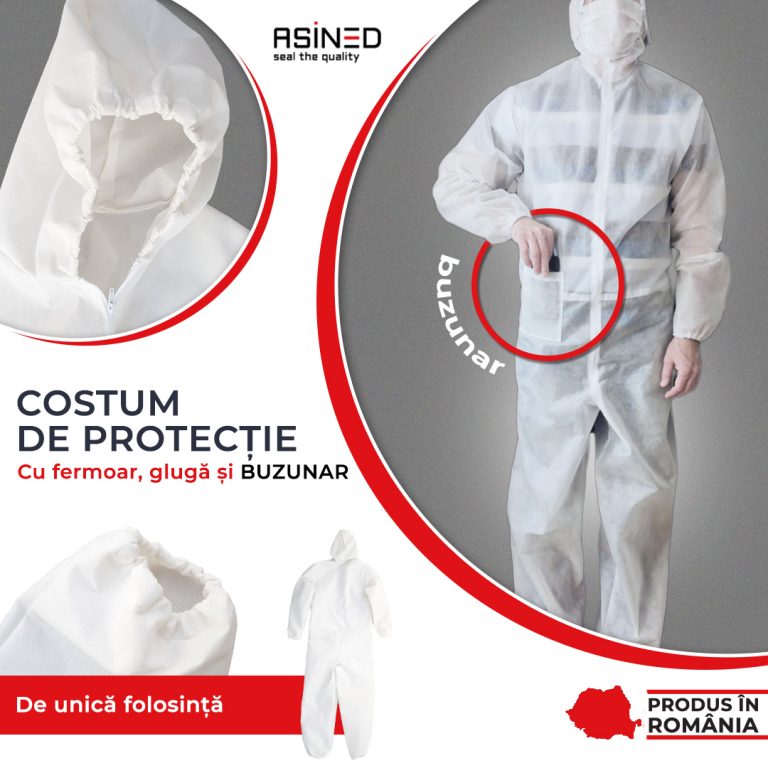 ASINED
seal the quality
buzunar
COSTUM
DE PROTECȚIE
Cu fermoar, glugă și BUZUNAR
De unică folosință
PRODUS ÎN
ROMÂNIA